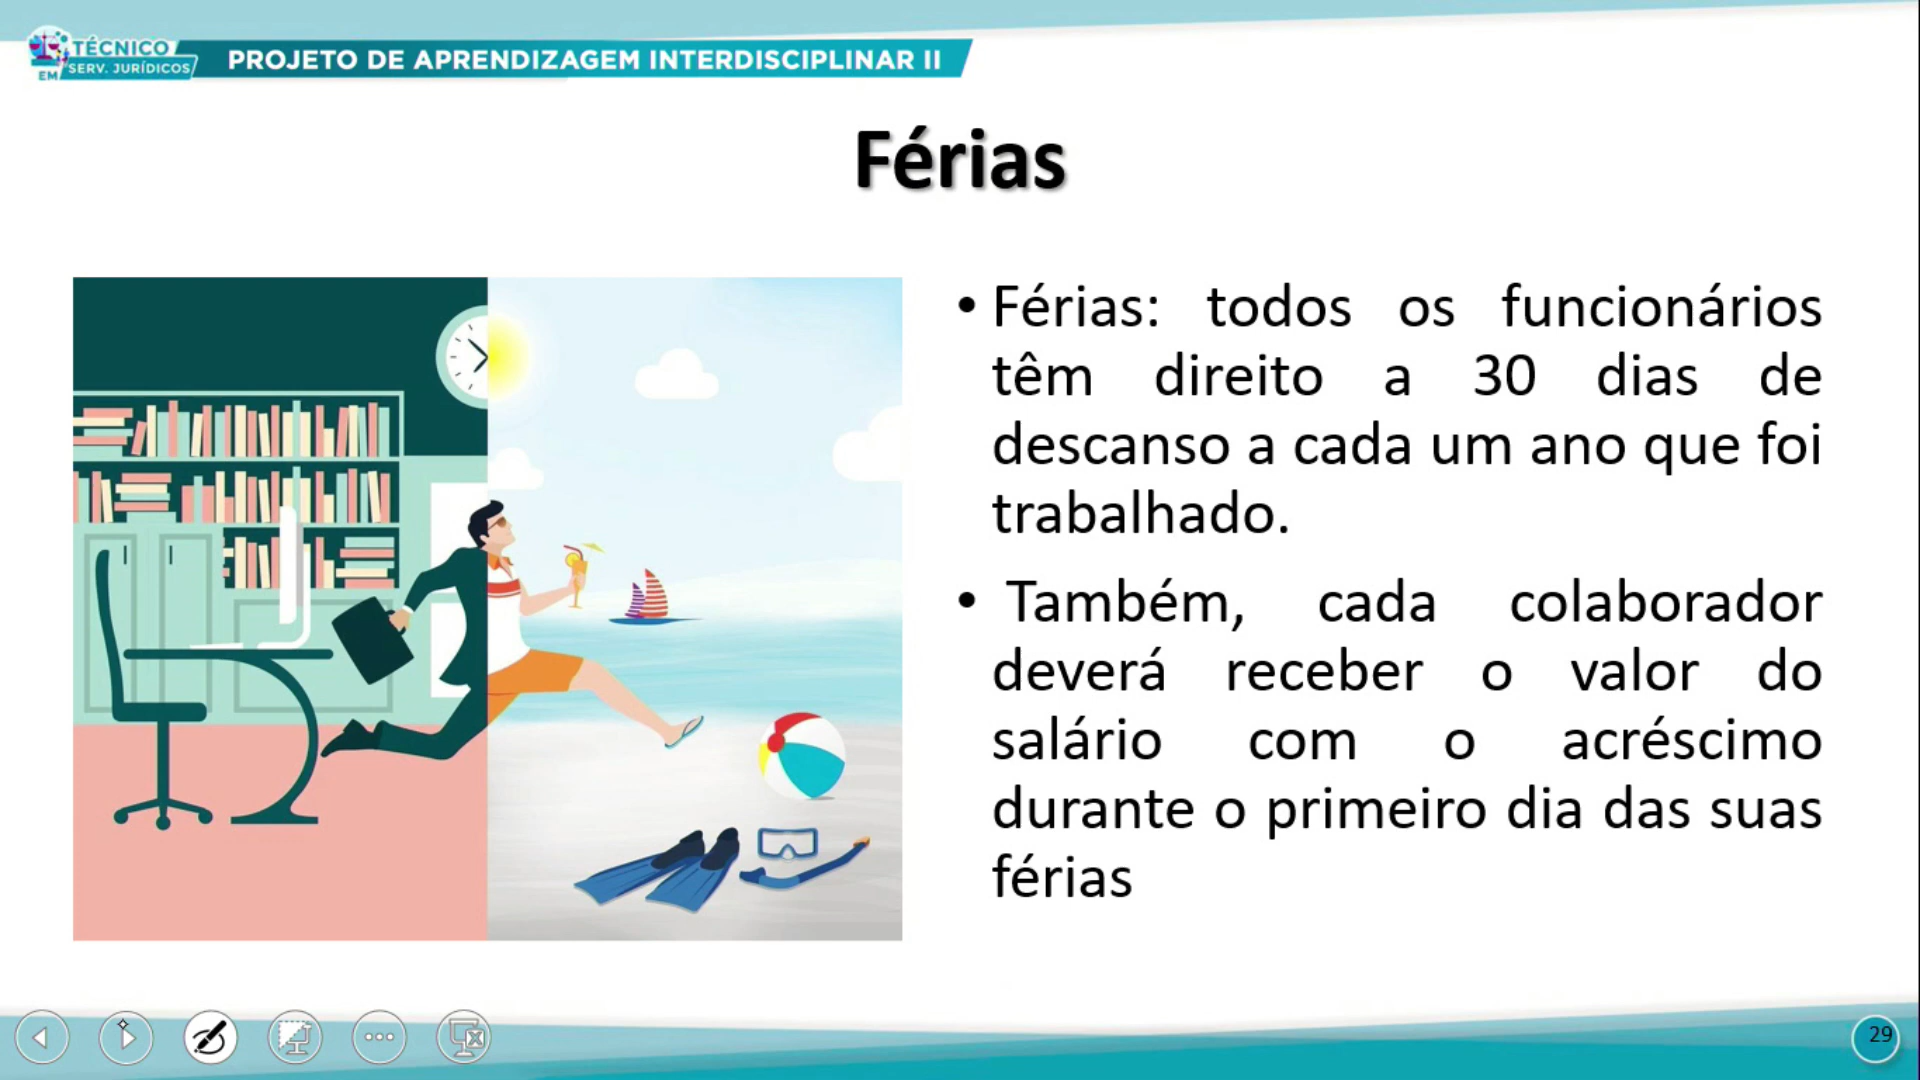 TÉCNICO
EM SERV. JURÍDICOS
PROJETO DE APRENDIZAGEM INTERDISCIPLINAR II
Férias
• Férias: todos os funcionários
têm direito a 30 dias de
descanso a cada um ano que foi
trabalhado.
• Também, cada colaborador
deverá receber o valor do
salário com o acréscimo
durante o primeiro dia das suas
férias
29